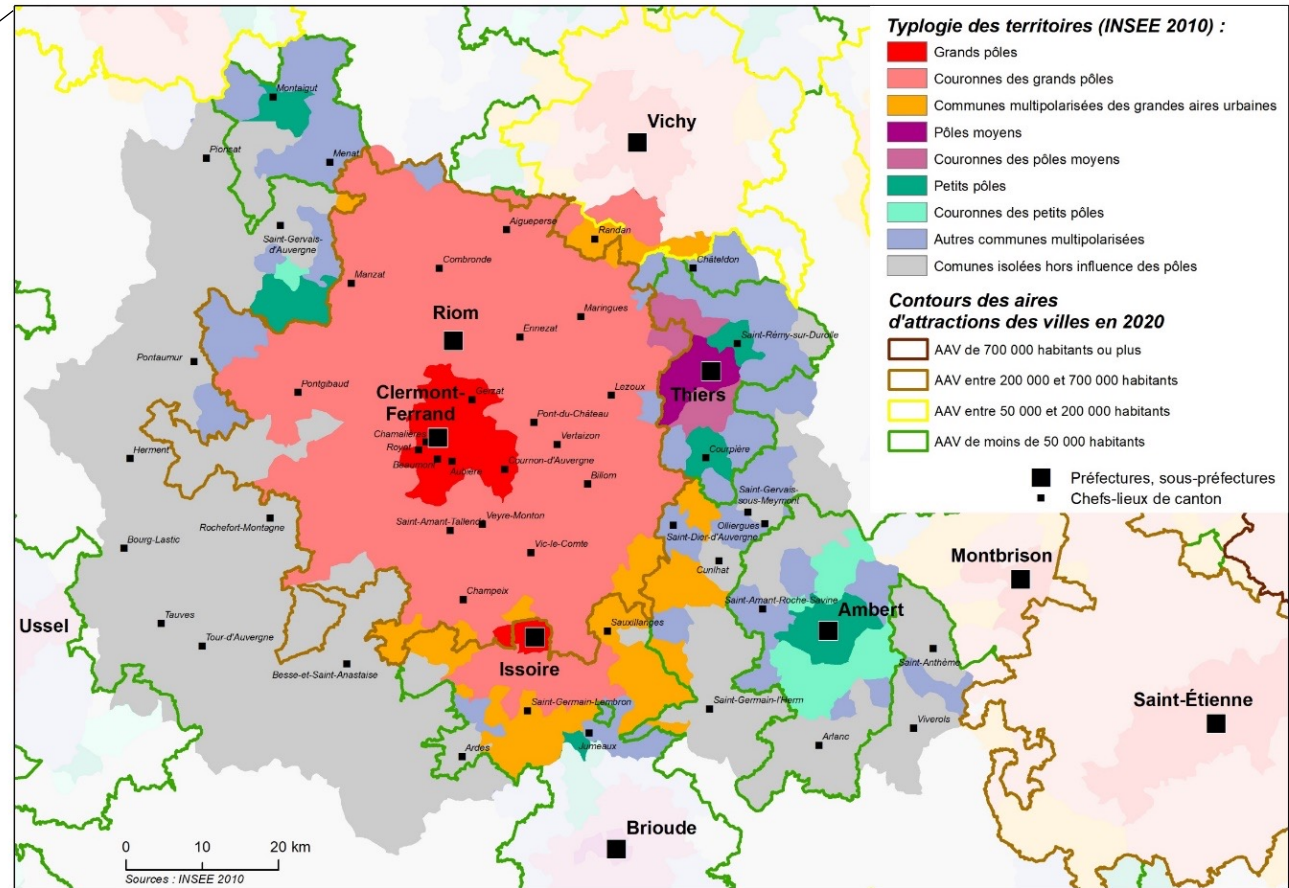 Typlogie des territoires (INSEE 2010) :
Grands pôles
Couronnes des grands pôles
Communes multipolarisées des grandes aires urbaines
Pôles moyens
Couronnes des pôles moyens
Petits pôles
Couronnes des petits pôles
Autres communes multipolarisées
Comunes isolées hors influence des pôles
Contours des aires
d'attractions des villes en 2020
AAV de 700 000 habitants ou plus
AAV entre 200 000 et 700 000 habitants
AAV entre 50 000 et 200 000 habitants
AAV de moins de 50 000 habitants
Préfectures, sous-préfectures
Chefs-lieux de canton
Montaigut
Vichy
Pionsat
Menat
Saint-Gervais-
d'Auvergne
Aigueperse
Randan
Combronde
Châteldon
Manzat
Riom
Maringues
Ennezat
Saint-Rémy-sur-Durolle
Pontaumur
Thiers
Pontgibaud
Clermont-
Ferrand
Gerzat
Lezoux
Pont-du-Château
Chamalières
Vertaizon
Royat
Beaumont
Aubière
Cournon-d'Auvergne
Courpière
Herment
Billom
Saint-Gervais-
sous-Meymont
Rochefort-Montagne
Saint-Amant-Tallend
Veyre-Monton
Olliergues
Saint-Dier-d'Auvergne
Bourg-Lastic
Vic-le-Comte
Cunlhat
Montbrison
Champeix
Saint-Amant-Roche-Savine
Ambert
Ussel
Tauves
Tour-d'Auvergne
Sauxillanges
Issoire
Besse-et-Saint-Anastaise
Saint-Anthème
Saint-Germain-Lembron
Saint-Germain-l'Herm
Saint-Étienne
Viverols
Jumeaux
Arlanc
Ardes
Brioude
0 10 20 km
Sources : INSEE 2010